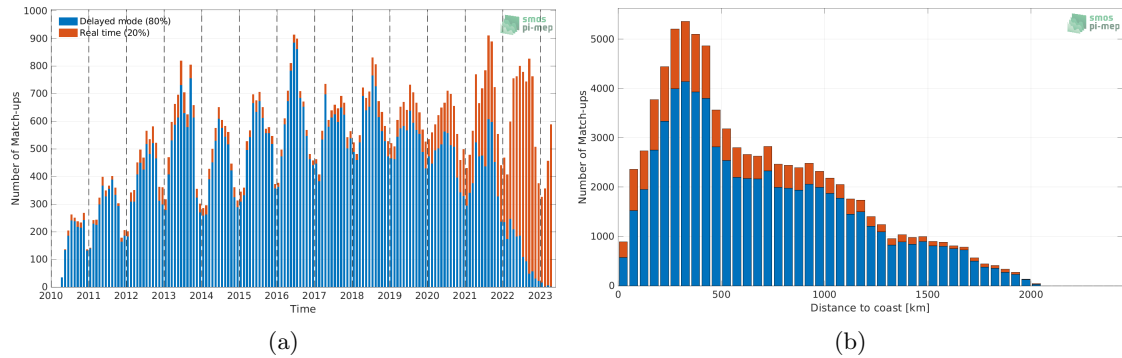 1000
900
800
700
600
500
400
300
200
100
0
Number of Match-ups
Delayed mode (80%)
Real time (20%)
smos
pi-mep
2010 2011 2012 2013 2014 2015 2016 2017 2018 2019 2020 2021 2022 2023
Time
(a)
5000
4000
3000
2000
1000
0
Number of Match-ups
smos
pi-mep
0 500 1000 1500 2000
Distance to coast [km]
(b)